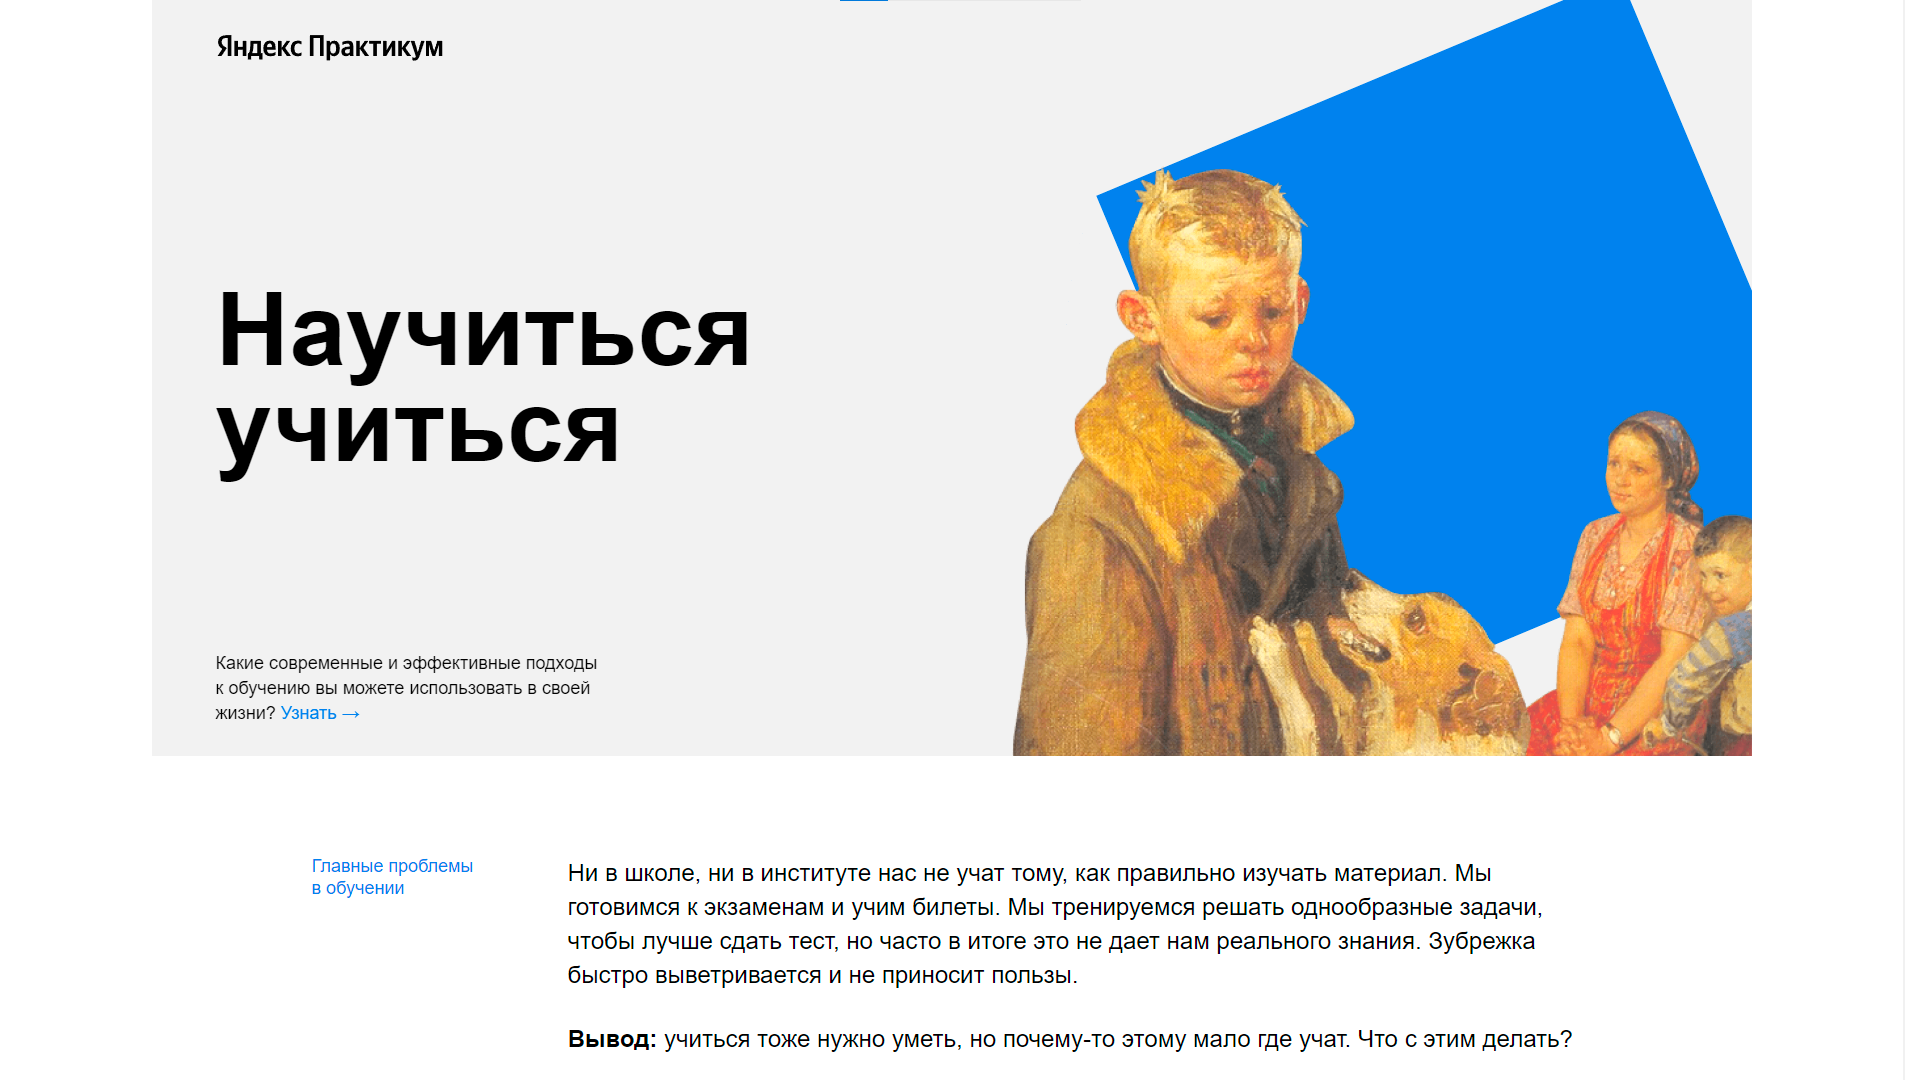 Яндекс Практикум
Научиться
учиться
Какие современные и эффективные подходы
к обучению вы можете использовать в своей
жизни? Узнать →
Главные проблемы
в обучении
Ни в школе, ни в институте нас не учат тому, как правильно изучать материал. Мы
готовимся к экзаменам и учим билеты. Мы тренируемся решать однообразные задачи,
чтобы лучше сдать тест, но часто в итоге это не дает нам реального знания. Зубрежка
быстро выветривается и не приносит пользы.
Вывод: учиться тоже нужно уметь, но почему-то этому мало где учат. Что с этим делать?